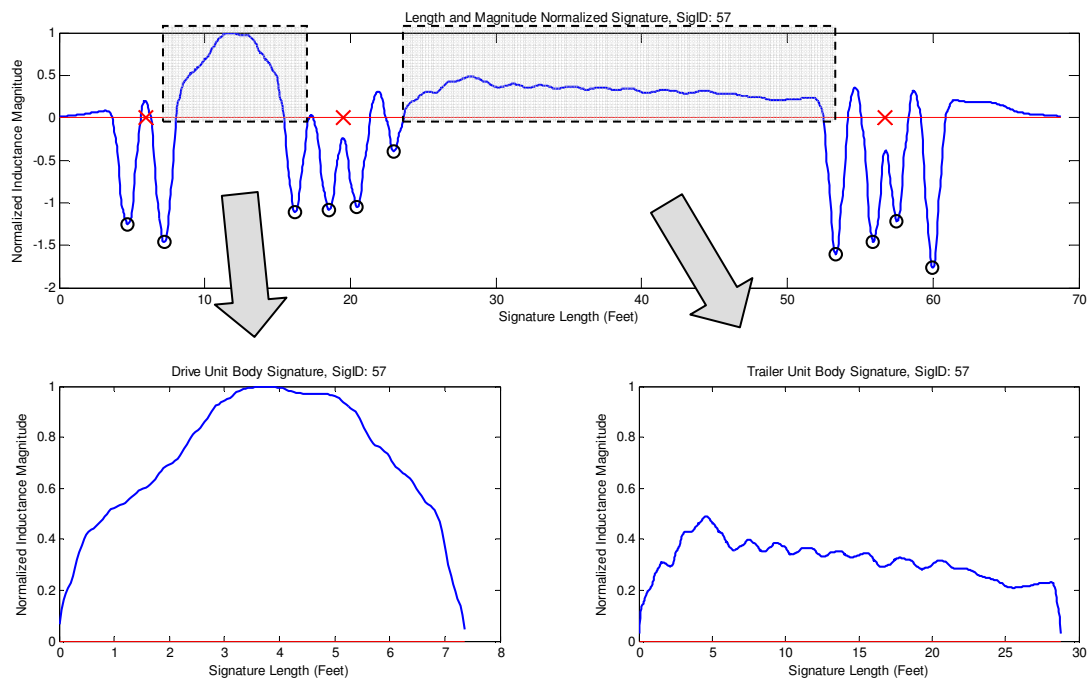 Length and Magnitude Normalized Signature, SigID: 57
Normalized Inductance Magnitude
1
0.5
0
-0.5
-1
-1.5
-2
0 10 20 30 40 50 60 70
Signature Length (Feet)
Drive Unit Body Signature, SigID: 57
Normalized Inductance Magnitude
1
0.8
0.6
0.4
0.2
0
0 1 2 3 4 5 6 7 8
Signature Length (Feet)
Trailer Unit Body Signature, SigID: 57
Normalized Inductance Magnitude
1
0.8
0.6
0.4
0.2
0
0 5 10 15 20 25 30
Signature Length (Feet)